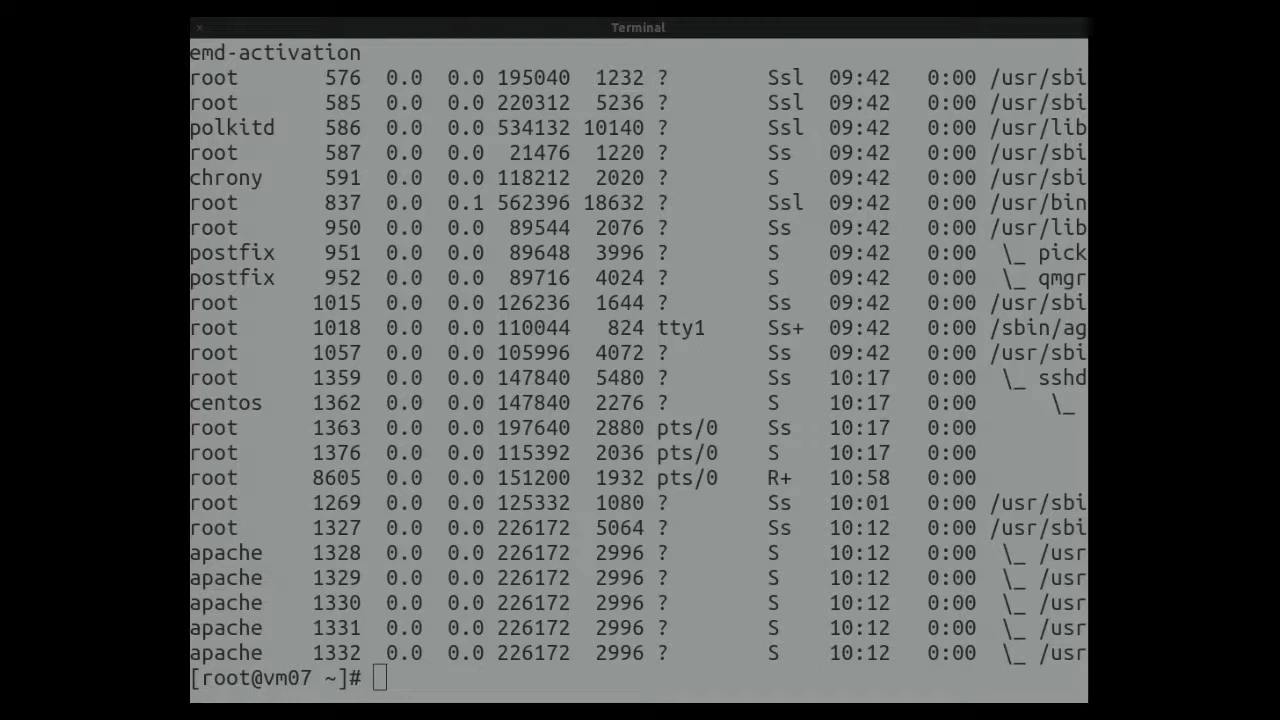 Terminal
emd-activation
root 576 0.0 0.0 195040 1232 ? Ssl 09:42 0:00 /usr/sbi
root 585 0.0 0.0 220312 5236 ? Ssl 09:42 0:00 /usr/sbi
polkitd 586 0.0 0.0 534132 10140 ? Ssl 09:42 0:00 /usr/lib
root 587 0.0 0.0 21476 1220 ? Ss 09:42 0:00 /usr/sbi
chrony 591 0.0 0.0 118212 2020 ? S 09:42 0:00 /usr/sbi
root 837 0.0 0.1 562396 18632 ? Ssl 09:42 0:00 /usr/bin
root 950 0.0 0.0 89544 2076 ? Ss 09:42 0:00 /usr/lib
postfix 951 0.0 0.0 89648 3996 ? S 09:42 0:00 \_ pick
postfix 952 0.0 0.0 89716 4024 ? S 09:42 0:00 \_ qmgr
root 1015 0.0 0.0 126236 1644 ? Ss 09:42 0:00 /usr/sbi
root 1018 0.0 0.0 110044 824 tty1 Ss+ 09:42 0:00 /sbin/ag
root 1057 0.0 0.0 105996 4072 ? Ss 09:42 0:00 /usr/sbi
root 1359 0.0 0.0 147840 5480 ? Ss 10:17 0:00 \_ sshd
centos 1362 0.0 0.0 147840 2276 ? S 10:17 0:00 \_
root 1363 0.0 0.0 197640 2880 pts/0 Ss 10:17 0:00
root 1376 0.0 0.0 115392 2036 pts/0 S 10:17 0:00
root 8605 0.0 0.0 151200 1932 pts/0 R+ 10:58 0:00
root 1269 0.0 0.0 125332 1080 ? Ss 10:01 0:00 /usr/sbi
root 1327 0.0 0.0 226172 5064 ? Ss 10:12 0:00 /usr/sbi
apache 1328 0.0 0.0 226172 2996 ? S 10:12 0:00 \_ /usr
apache 1329 0.0 0.0 226172 2996 ? S 10:12 0:00 \_ /usr
apache 1330 0.0 0.0 226172 2996 ? S 10:12 0:00 \_ /usr
apache 1331 0.0 0.0 226172 2996 ? S 10:12 0:00 \_ /usr
apache 1332 0.0 0.0 226172 2996 ? S 10:12 0:00 \_ /usr
[root@vm07 ~]#